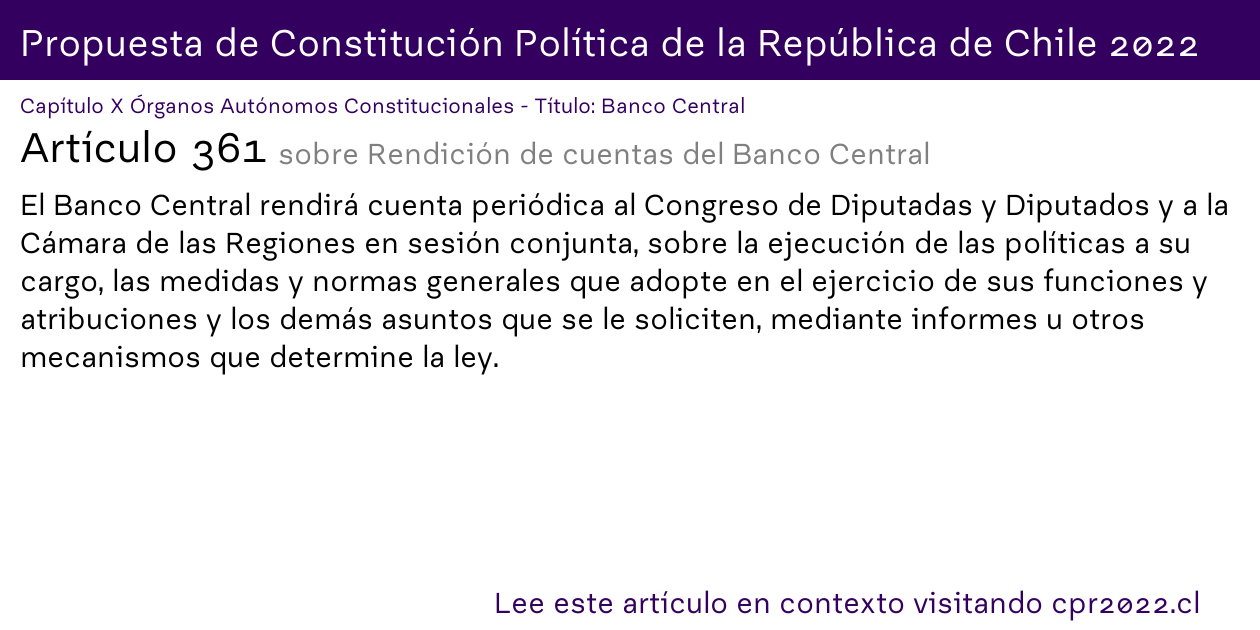 Propuesta de Constitución Política de la República de Chile 2022
Capítulo X Órganos Autónomos Constitucionales - Título: Banco Central
Artículo 361 sobre Rendición de cuentas del Banco Central
El Banco Central rendirá cuenta periódica al Congreso de Diputadas y Diputados y a la
Cámara de las Regiones en sesión conjunta, sobre la ejecución de las políticas a su
cargo, las medidas y normas generales que adopte en el ejercicio de sus funciones y
atribuciones y los demás asuntos que se le soliciten, mediante informes u otros
mecanismos que determine la ley.
Lee este artículo en contexto visitando cpr2022.cl